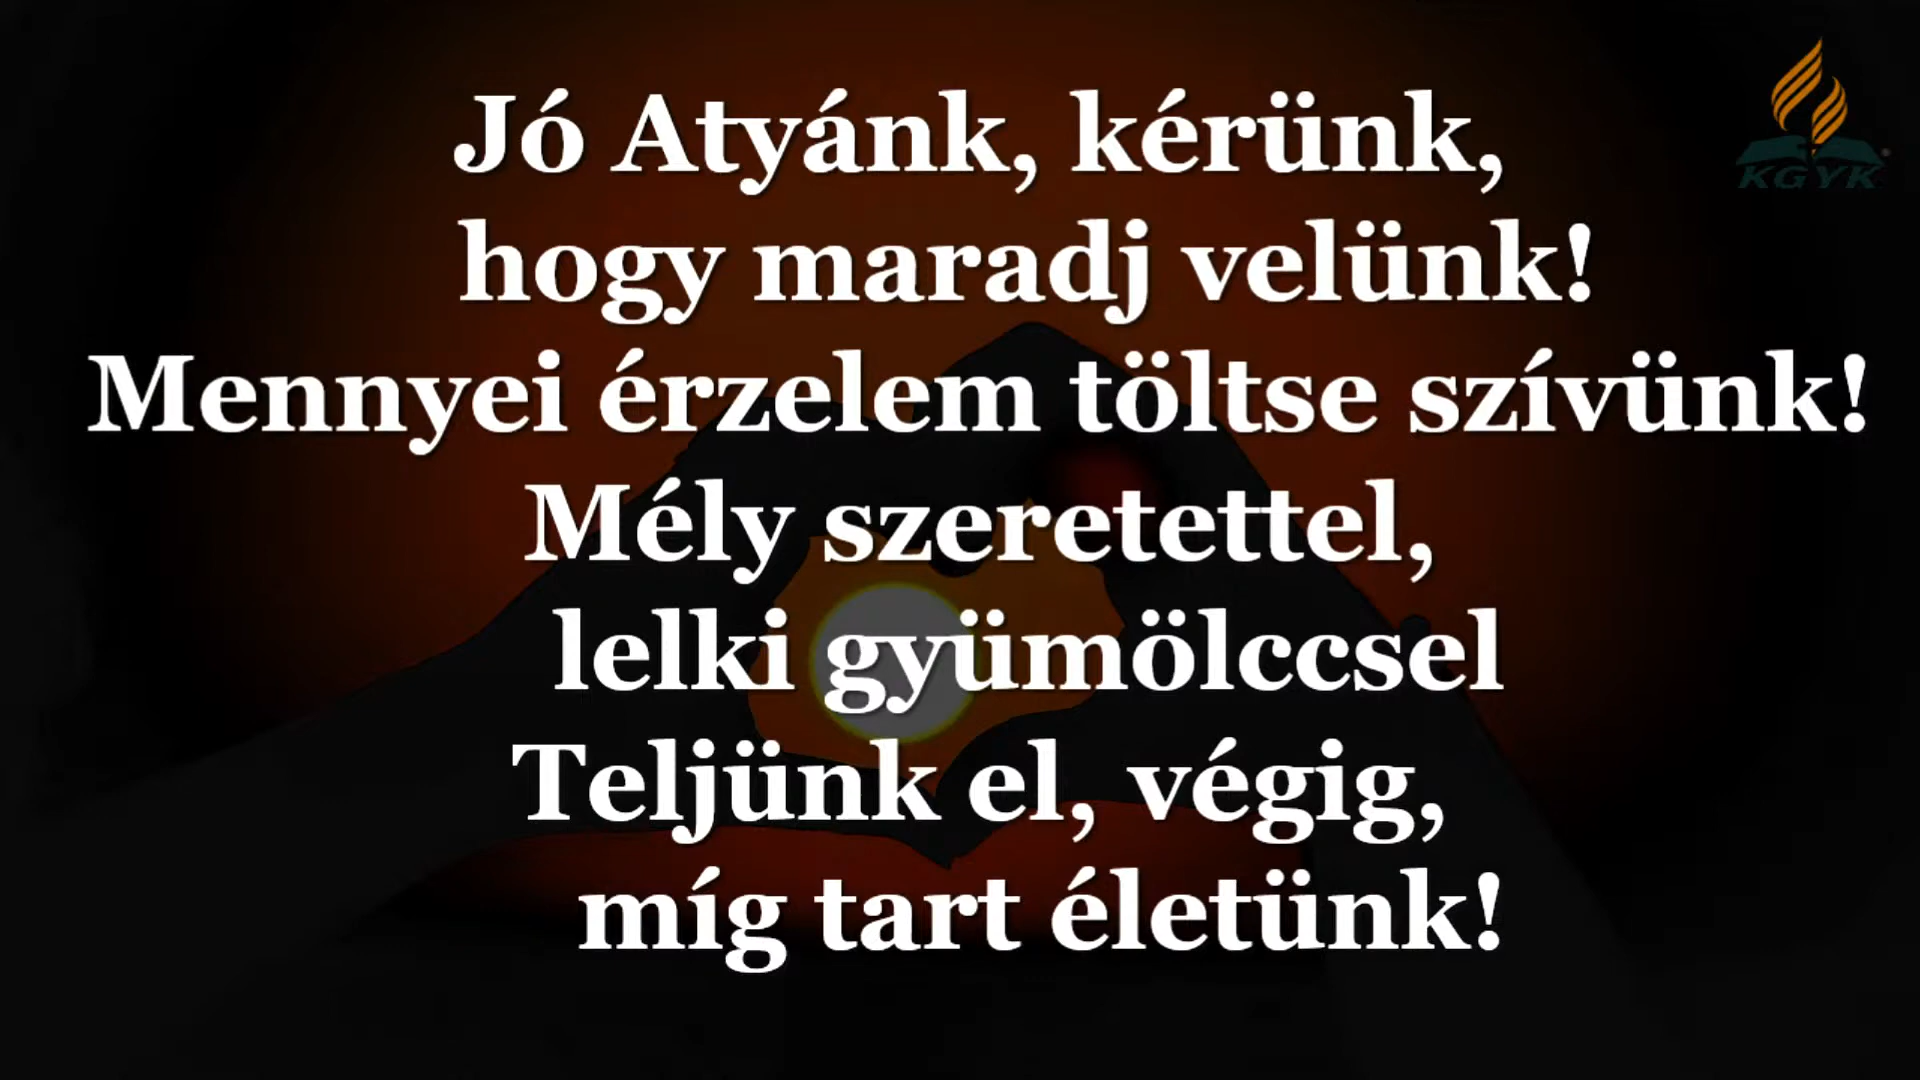 Jó Atyánk, kérünk,
hogy maradj velünk!
Mennyei érzelem töltse szívünk!
Mély szeretettel,
lelki gyümölccsel
Teljünk el, végig,
míg tart életünk!
KGYK